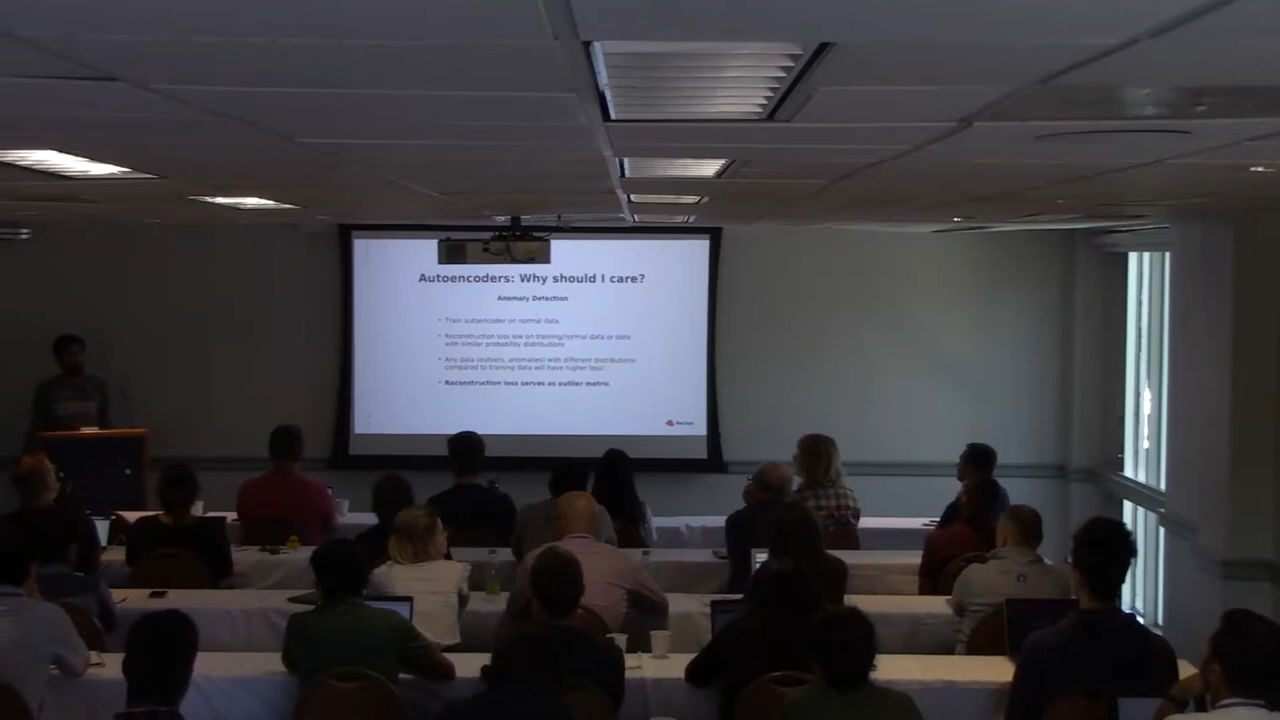 Autoencoders: Why should I care?
Anomaly Detection
• Train autoencoder on normal data.
• Reconstruction loss low on training/normal data or data
with similar probability distributions
• Any data (outliers, anomalies) with different distributions
compared to training data will have higher loss!
• Reconstruction loss serves as outlier metric.
Red Hat